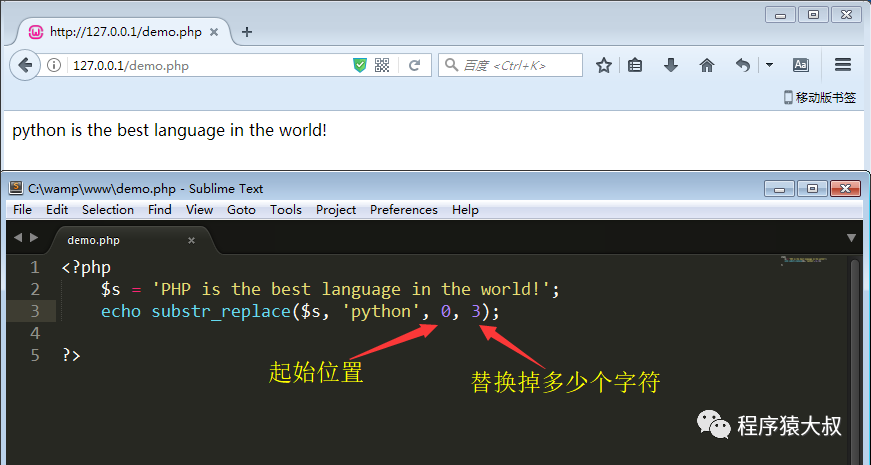 http://127.0.0.1/demo.php
127.0.0.1/demo.php
百度 <Ctrl+K>
Aa
移动版书签
python is the best language in the world!
C:\wamp\www\demo.php - Sublime Text
File Edit Selection Find View Goto Tools Project Preferences Help
demo.php
1 <?php
2 $s = 'PHP is the best language in the world!';
3 echo substr_replace($s, 'python', 0, 3);
4
5 ?>
起始位置
替换掉多少个字符
程序猿大叔